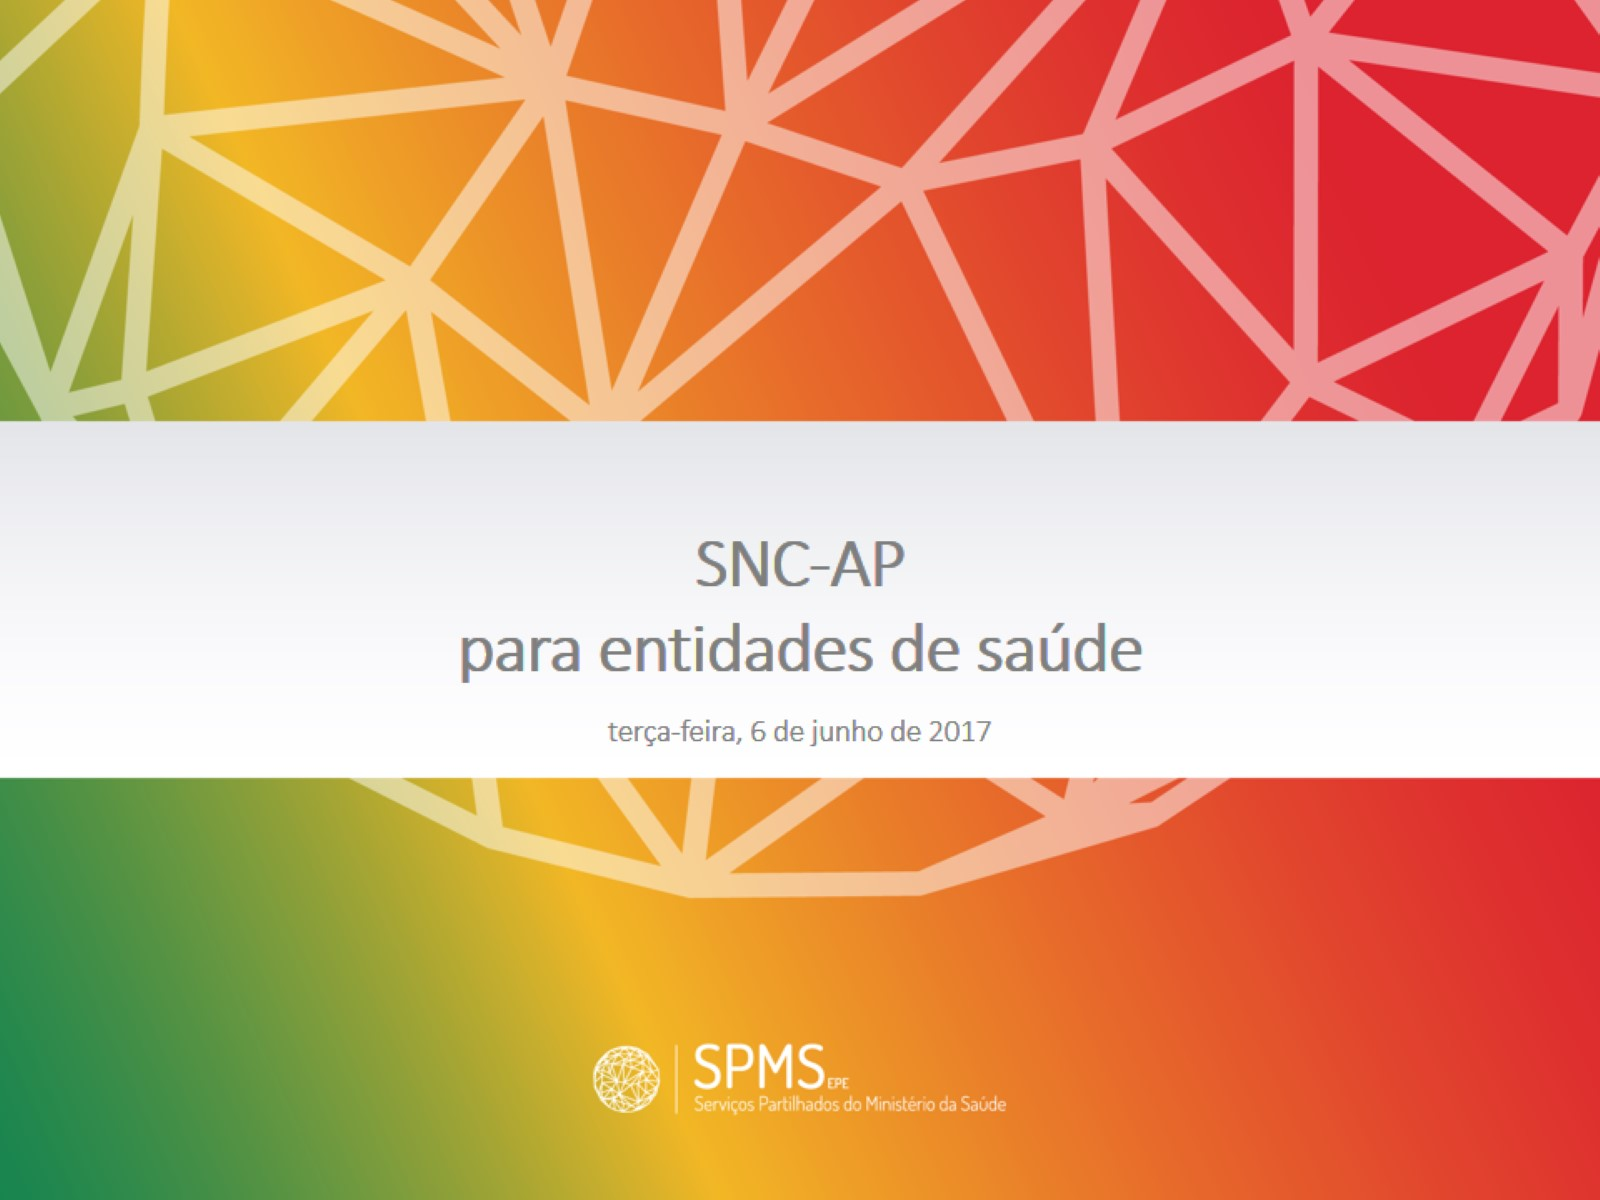 SNC-AP
para entidades de saúde
terça-feira, 6 de junho de 2017
SPMS EPE
Serviços Partilhados do Ministério da Saúde